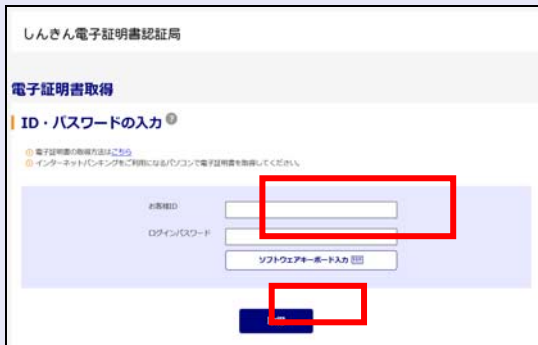 しんきん電子証明書認証局
電子証明書取得
ID・パスワードの入力
電子証明書の取得方法はこちら
インターネットバンキングをご利用になるパソコンで電子証明書を取得してください。
お客様ID
ログインパスワード
ソフトウェアキーボード入力